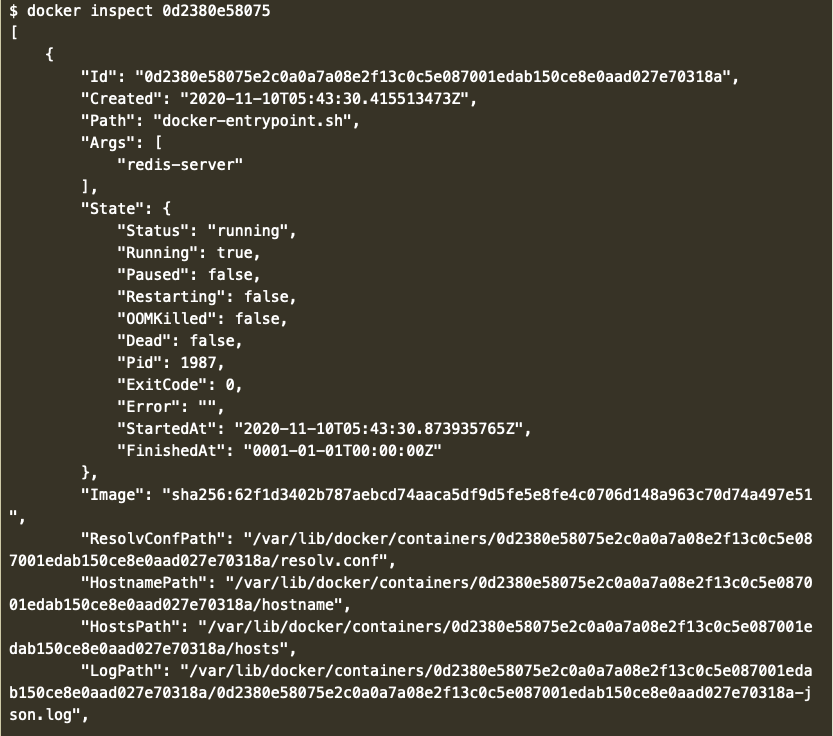 $ docker inspect 0d2380e58075
[
    {
        "Id": "0d2380e58075e2c0a0a7a08e2f13c0c5e087001edab150ce8e0aad027e70318a",
        "Created": "2020-11-10T05:43:30.415513473Z",
        "Path": "docker-entrypoint.sh",
        "Args": [
            "redis-server"
        ],
        "State": {
            "Status": "running",
            "Running": true,
            "Paused": false,
            "Restarting": false,
            "OOMKilled": false,
            "Dead": false,
            "Pid": 1987,
            "ExitCode": 0,
            "Error": "",
            "StartedAt": "2020-11-10T05:43:30.873935765Z",
            "FinishedAt": "0001-01-01T00:00:00Z"
        },
        "Image": "sha256:62f1d3402b787aebcd74aaca5df9d5fe5e8fe4c0706d148a963c70d74a497e51
",
        "ResolvConfPath": "/var/lib/docker/containers/0d2380e58075e2c0a0a7a08e2f13c0c5e08
7001edab150ce8e0aad027e70318a/resolv.conf",
        "HostnamePath": "/var/lib/docker/containers/0d2380e58075e2c0a0a7a08e2f13c0c5e0870
01edab150ce8e0aad027e70318a/hostname",
        "HostsPath": "/var/lib/docker/containers/0d2380e58075e2c0a0a7a08e2f13c0c5e087001e
dab150ce8e0aad027e70318a/hosts",
        "LogPath": "/var/lib/docker/containers/0d2380e58075e2c0a0a7a08e2f13c0c5e087001eda
b150ce8e0aad027e70318a/0d2380e58075e2c0a0a7a08e2f13c0c5e087001edab150ce8e0aad027e70318a-j
son.log",